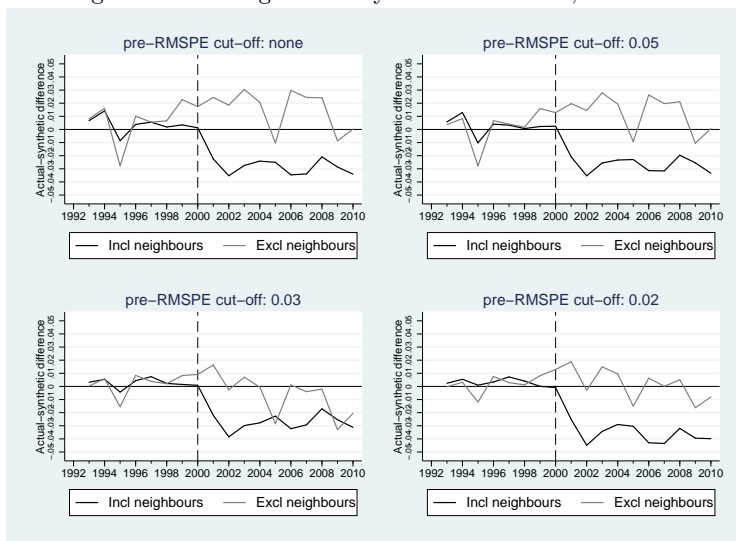 pre−RMSPE cut−off: none
Actual−synthetic difference
−.05−.04−.03−.02−.01 0 .01 .02 .03 .04 .05
1992 1994 1996 1998 2000 2002 2004 2006 2008 2010
Incl neighbours Excl neighbours
pre−RMSPE cut−off: 0.05
Actual−synthetic difference
−.05−.04−.03−.02−.01 0 .01 .02 .03 .04 .05
1992 1994 1996 1998 2000 2002 2004 2006 2008 2010
Incl neighbours Excl neighbours
pre−RMSPE cut−off: 0.03
Actual−synthetic difference
−.05−.04−.03−.02−.01 0 .01 .02 .03 .04 .05
1992 1994 1996 1998 2000 2002 2004 2006 2008 2010
Incl neighbours Excl neighbours
pre−RMSPE cut−off: 0.02
Actual−synthetic difference
−.05−.04−.03−.02−.01 0 .01 .02 .03 .04 .05
1992 1994 1996 1998 2000 2002 2004 2006 2008 2010
Incl neighbours Excl neighbours